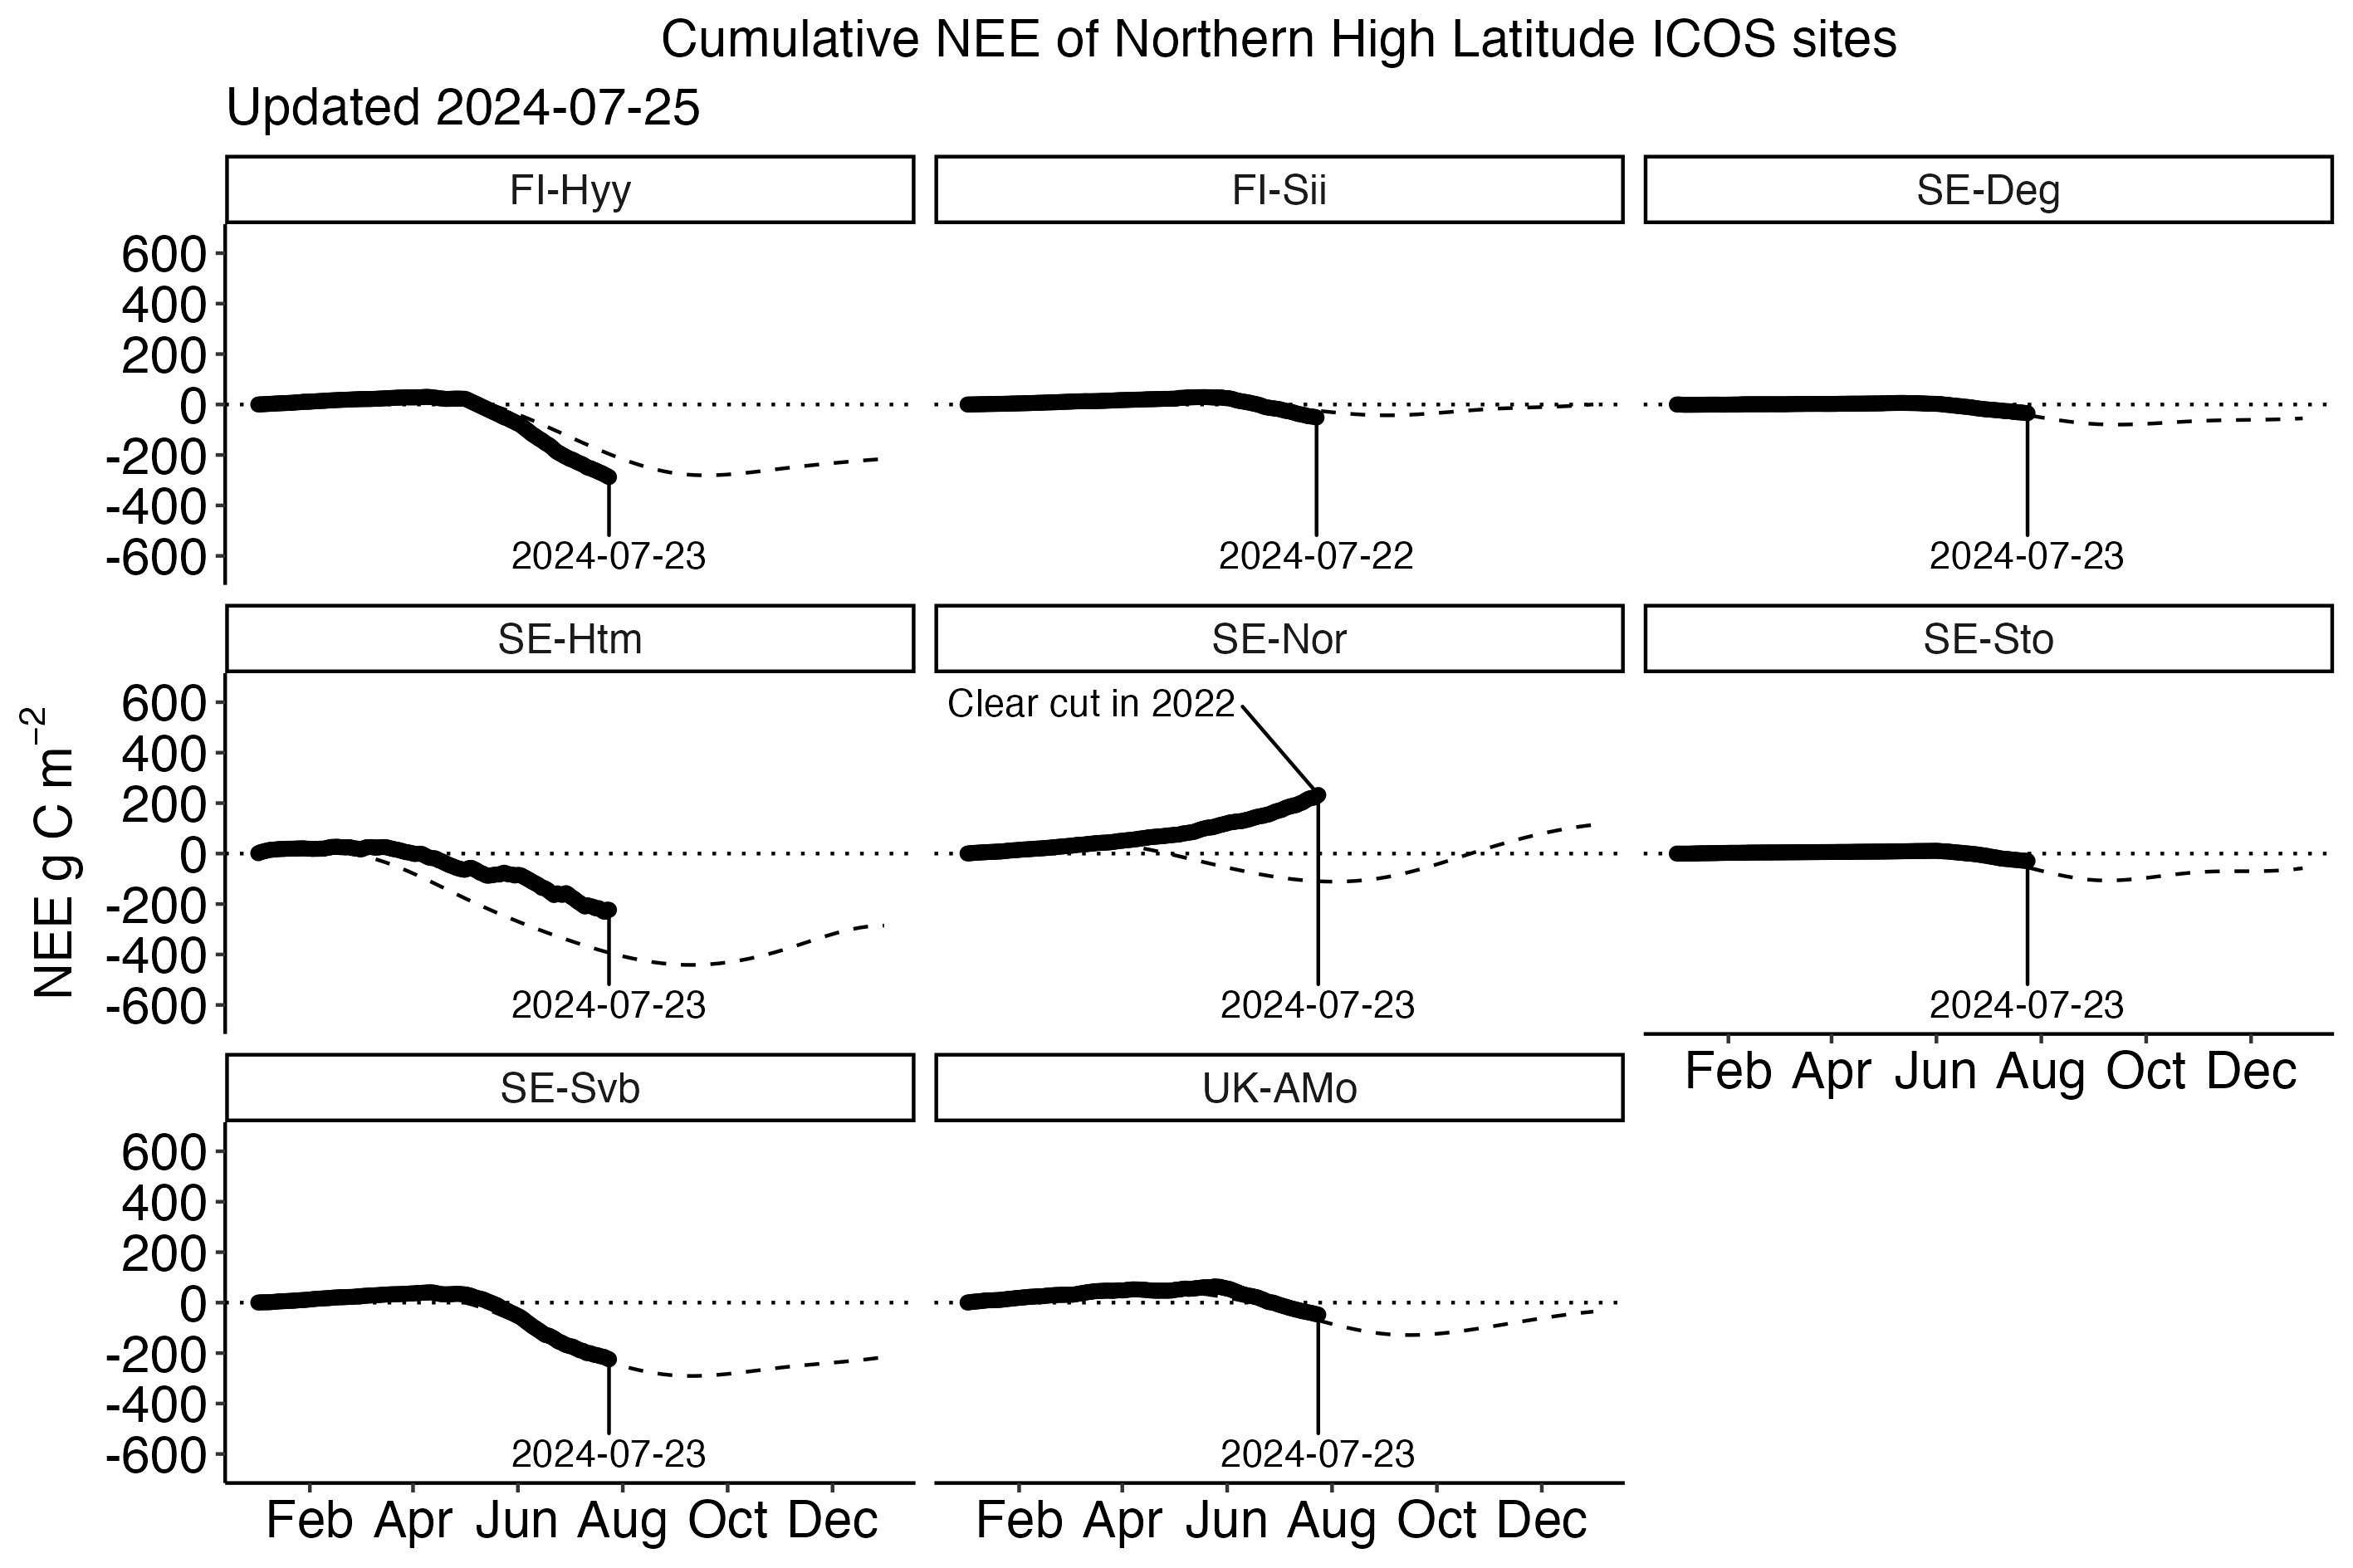 Cumulative NEE of Northern High Latitude ICOS sites
Updated 2024-07-25
FI-Hyy
FI-Sii
SE-Deg
600
400
200
0
-200
-400
-600
2024-07-23
2024-07-22
2024-07-23
SE-Htm
SE-Nor
SE-Sto
NEE g C m−2
600
400
200
0
-200
-400
-600
Clear cut in 2022
2024-07-23
2024-07-23
2024-07-23
Feb Apr Jun Aug Oct Dec
SE-Svb
UK-AMo
600
400
200
0
-200
-400
-600
2024-07-23
2024-07-23
Feb Apr Jun Aug Oct Dec
Feb Apr Jun Aug Oct Dec